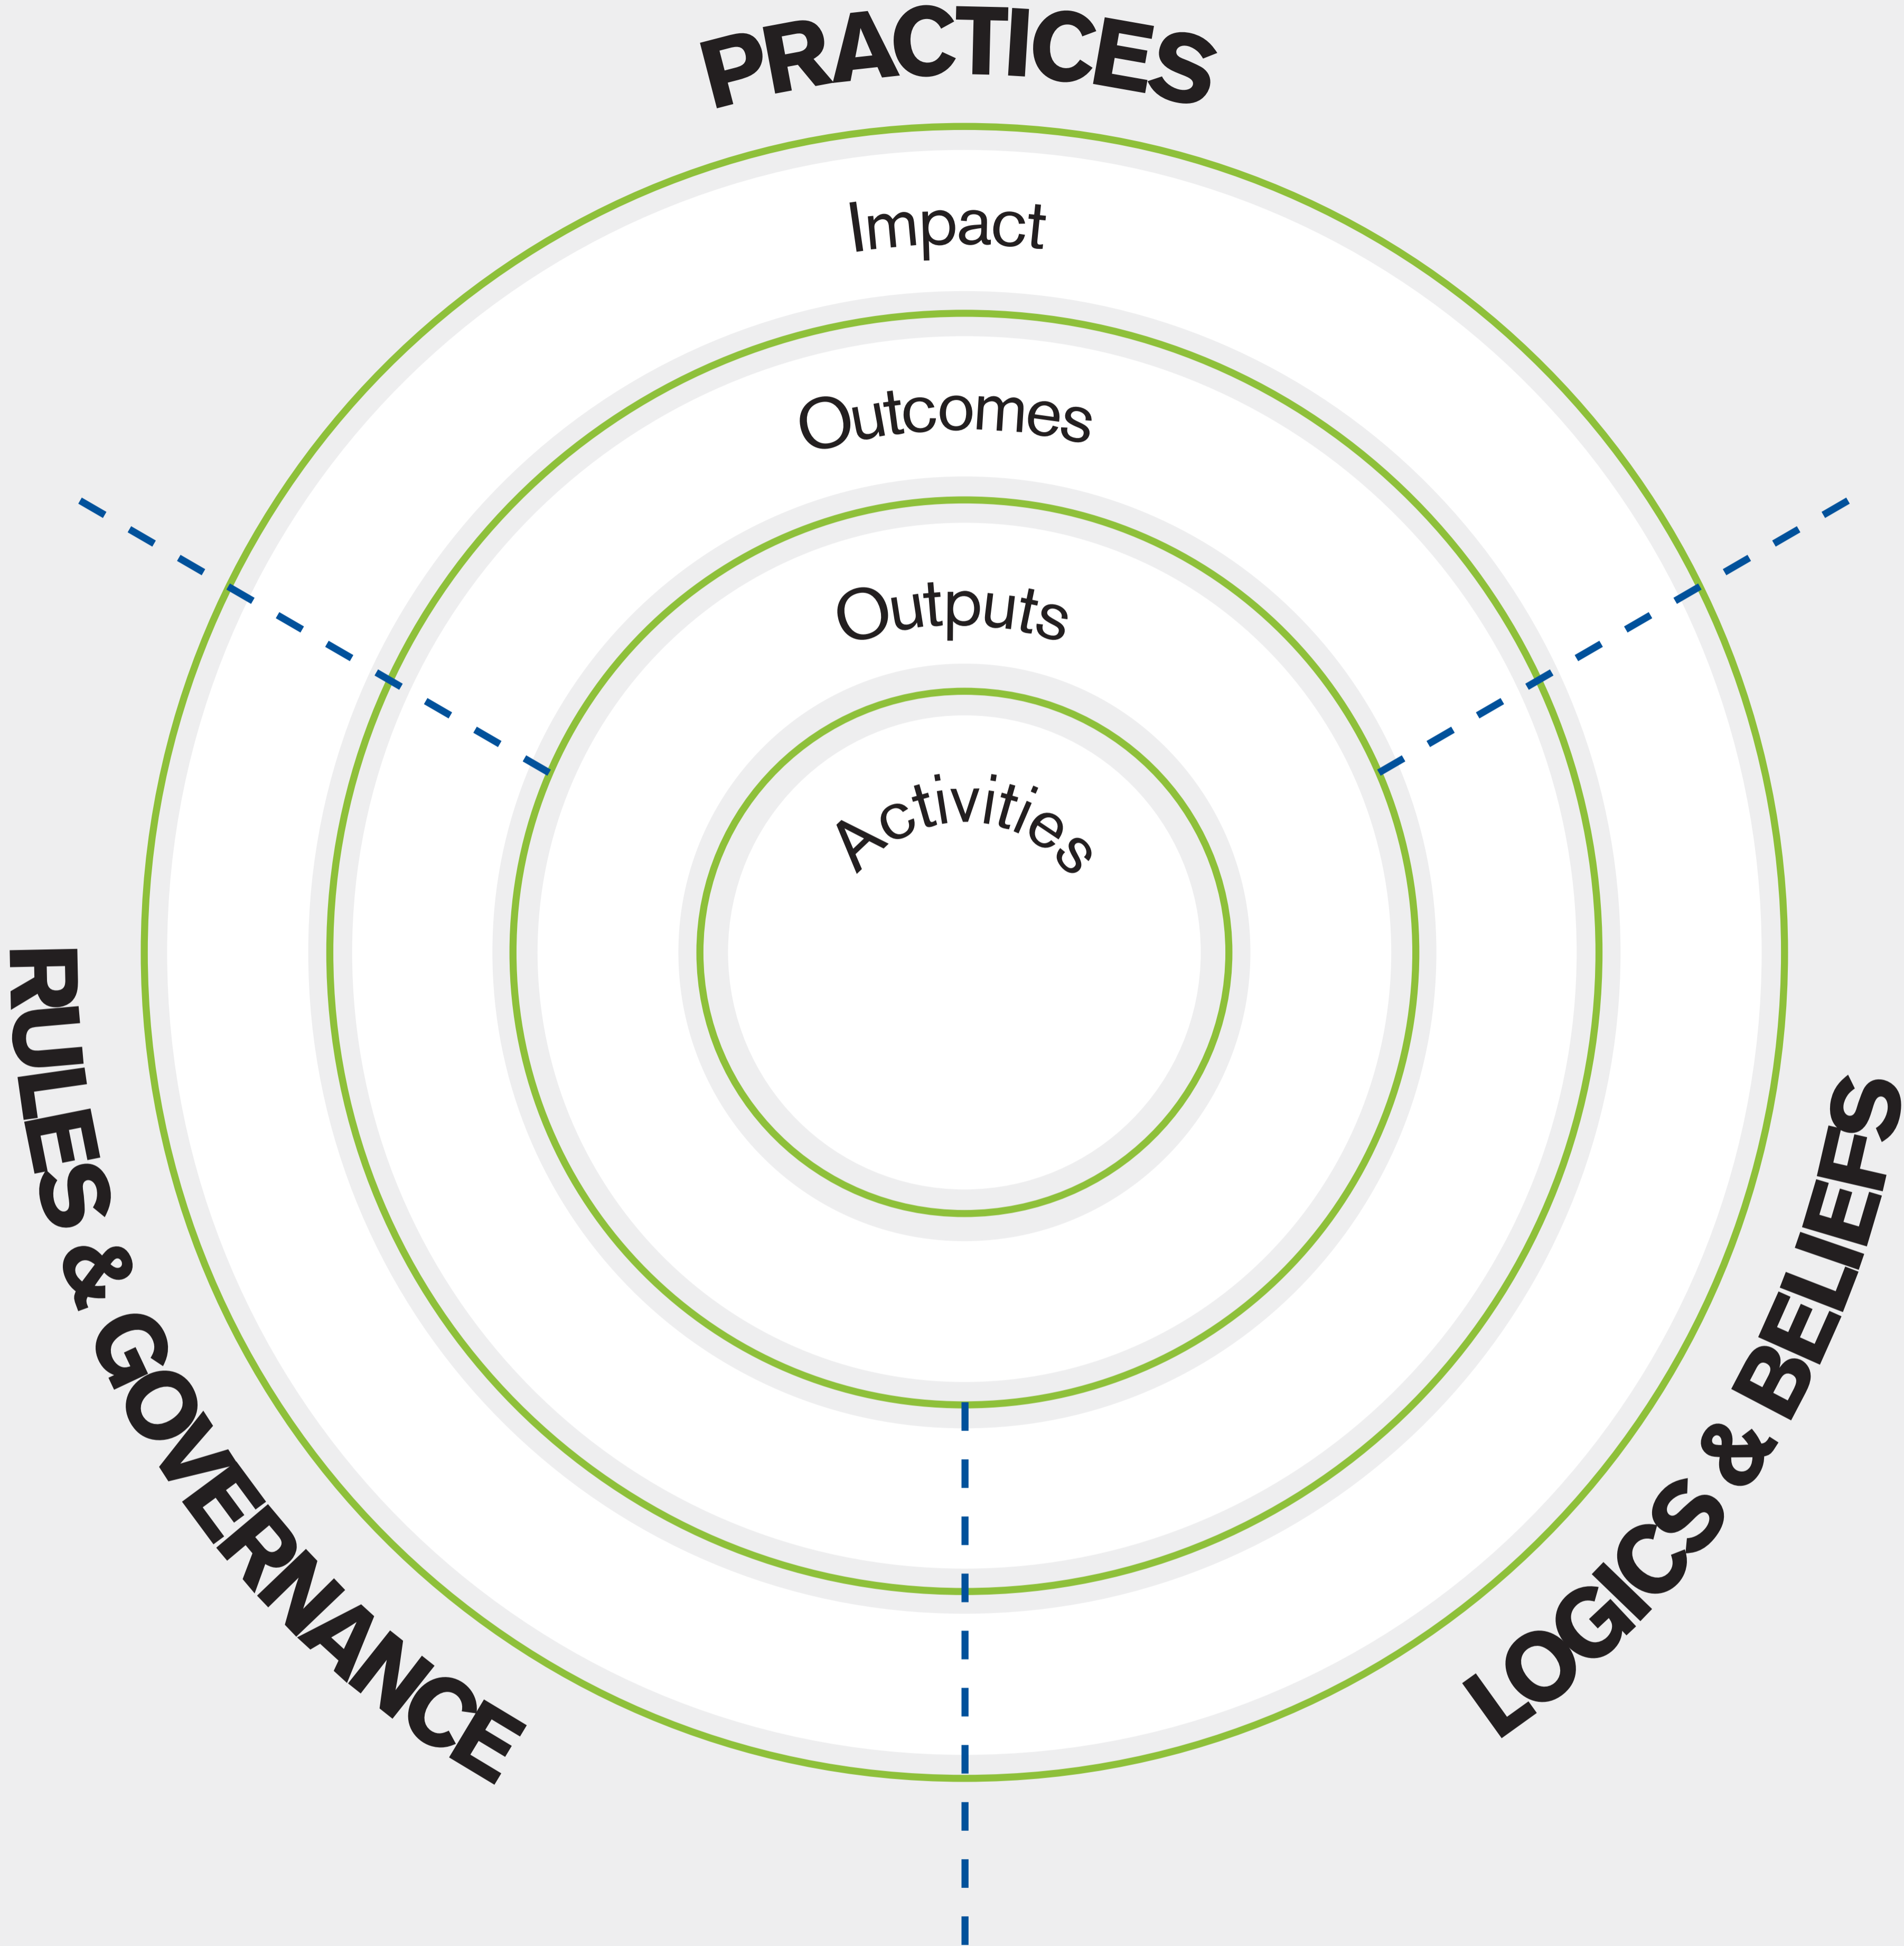 PRACTICES
Impact
Outcomes
Outputs
Activities
RULES & GOVERNANCE
LOGICS & BELIEFS